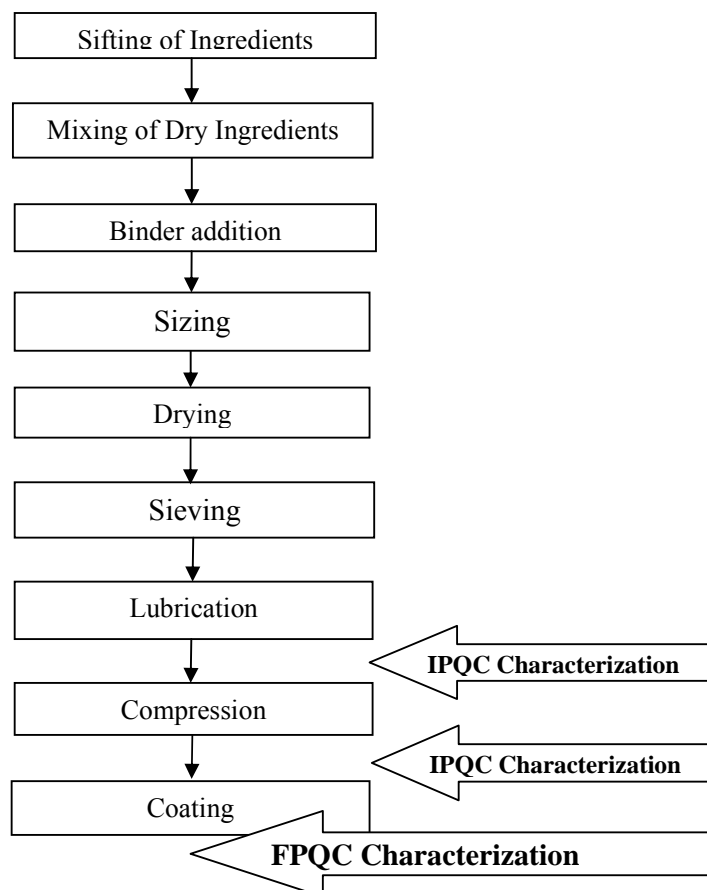 Sifting of Ingredients
Mixing of Dry Ingredients
Binder addition
Sizing
Drying
Sieving
Lubrication
IPQC Characterization
Compression
IPQC Characterization
Coating
FPQC Characterization